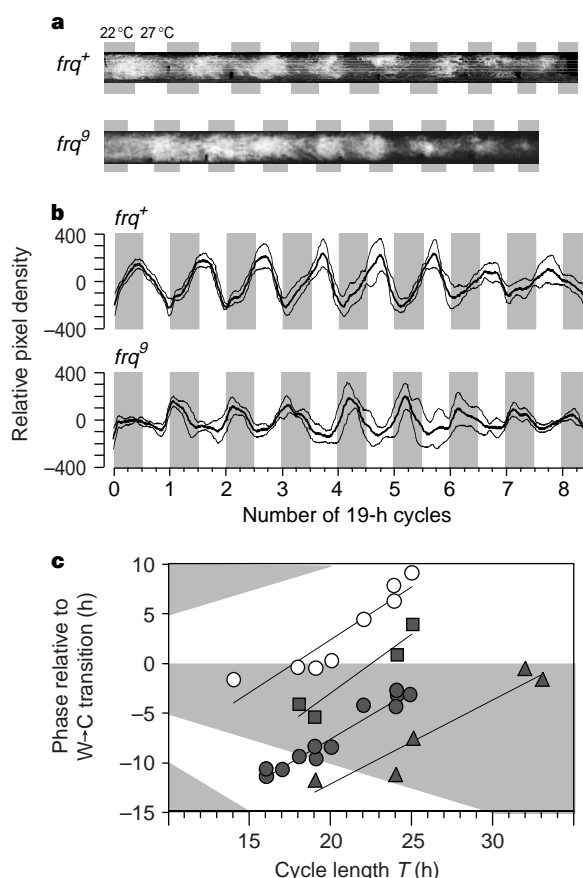 a
22 °C 27 °C
frq⁺
frq⁹
b
frq⁺
400
0
–400
frq⁹
400
0
–400
Relative pixel density
0 1 2 3 4 5 6 7 8
Number of 19-h cycles
c
10
5
0
–5
–10
–15
Phase relative to
W→C transition (h)
15 20 25 30
Cycle length T (h)